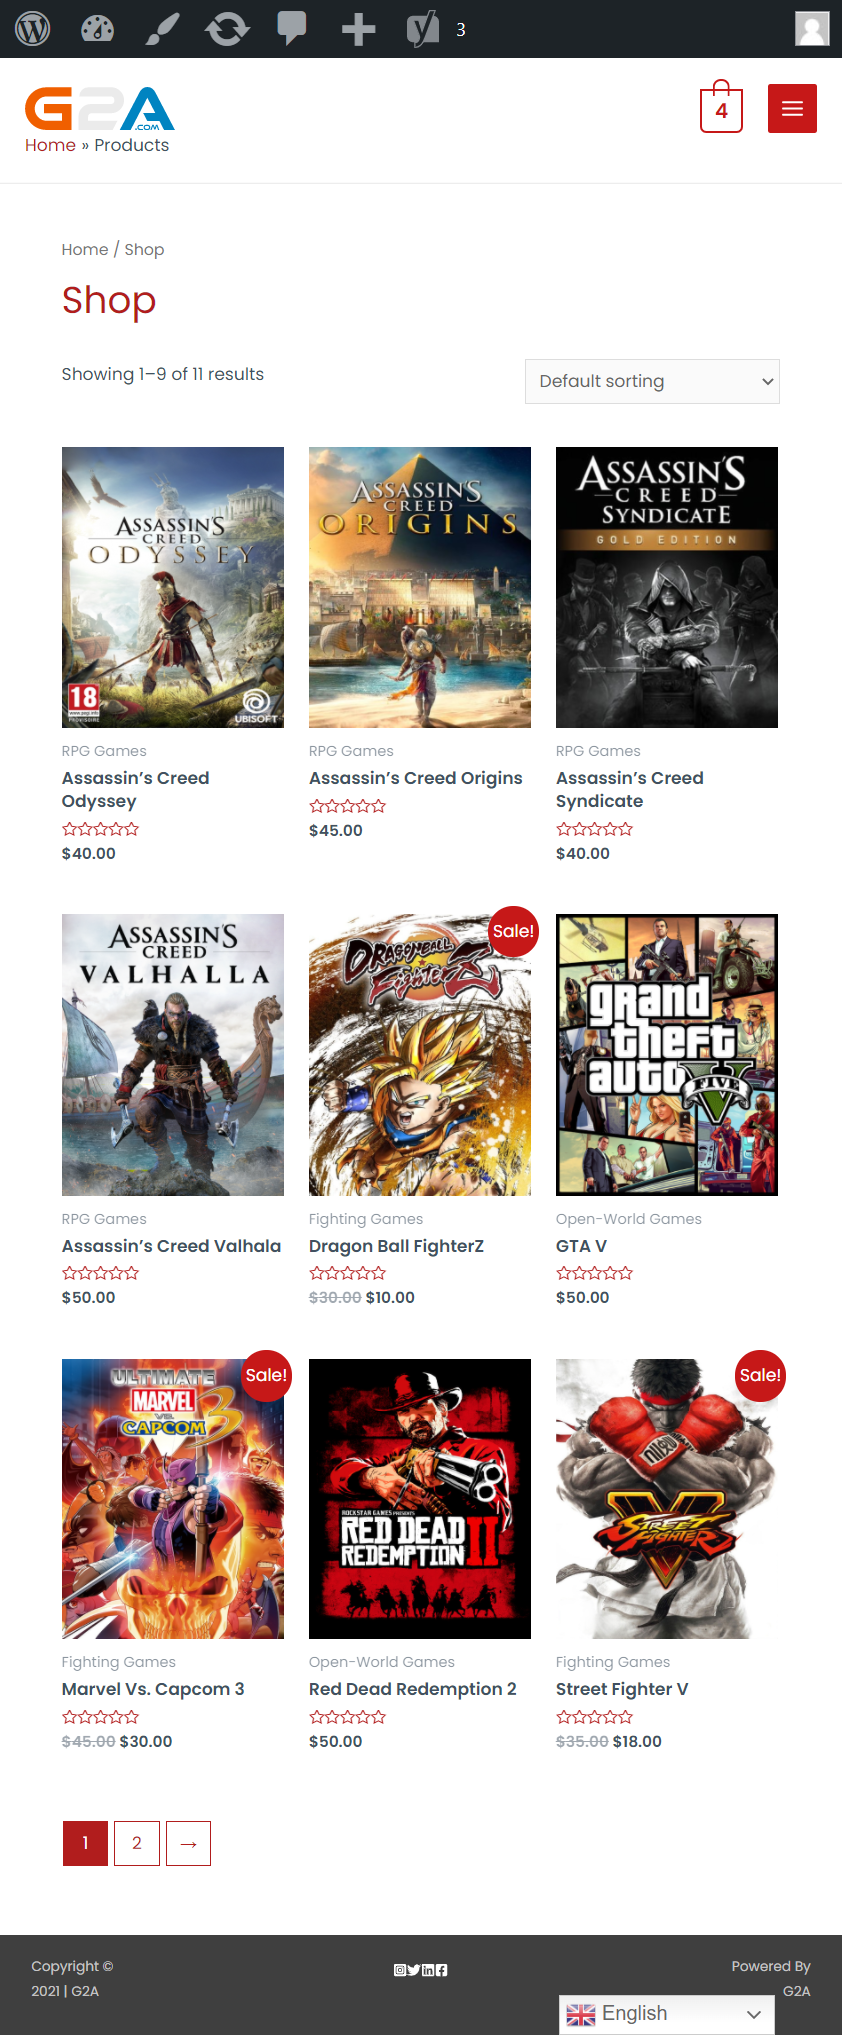 3
G2A
.COM
4
Home » Products
Home / Shop
Shop
Showing 1–9 of 11 results
Default sorting
ASSASSIN'S
CREED
ODYSSEY
18
UBISOFT
ASSASSIN'S
CREED
ORIGINS
ASSASSIN'S
CREED
SYNDICATE
GOLD EDITION
RPG Games
Assassin's Creed
Odyssey
$40.00
RPG Games
Assassin's Creed Origins
$45.00
RPG Games
Assassin's Creed
Syndicate
$40.00
ASSASSIN'S
CREED
VALHALLA
Sale!
DRAGONBALL
FighterZ
grand
theft
auto
FIVE
V
RPG Games
Assassin's Creed Valhala
$50.00
Fighting Games
Dragon Ball FighterZ
$30.00 $10.00
Open-World Games
GTA V
$50.00
Sale!
ULTIMATE
MARVEL
VS.
CAPCOM 3
ROCKSTAR GAMES PRESENTS
RED DEAD
REDEMPTION II
Sale!
STREET
FIGHTER
V
Fighting Games
Marvel Vs. Capcom 3
$45.00 $30.00
Open-World Games
Red Dead Redemption 2
$50.00
Fighting Games
Street Fighter V
$35.00 $18.00
1 2 →
Copyright ©
2021 | G2A
Powered By
G2A
English